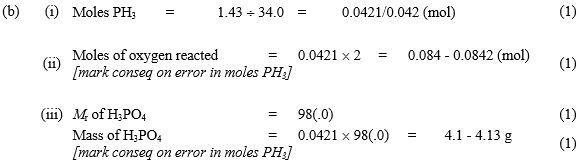 (b) (i) Moles PH₃ = 1.43 ÷ 34.0 = 0.0421/0.042 (mol) (1)
(ii) Moles of oxygen reacted = 0.0421 × 2 = 0.084 - 0.0842 (mol) (1)
[mark conseq on error in moles PH₃]
(iii) Mᵣ of H₃PO₄ = 98(.0) (1)
Mass of H₃PO₄ = 0.0421 × 98(.0) = 4.1 - 4.13 g (1)
[mark conseq on error in moles PH₃]